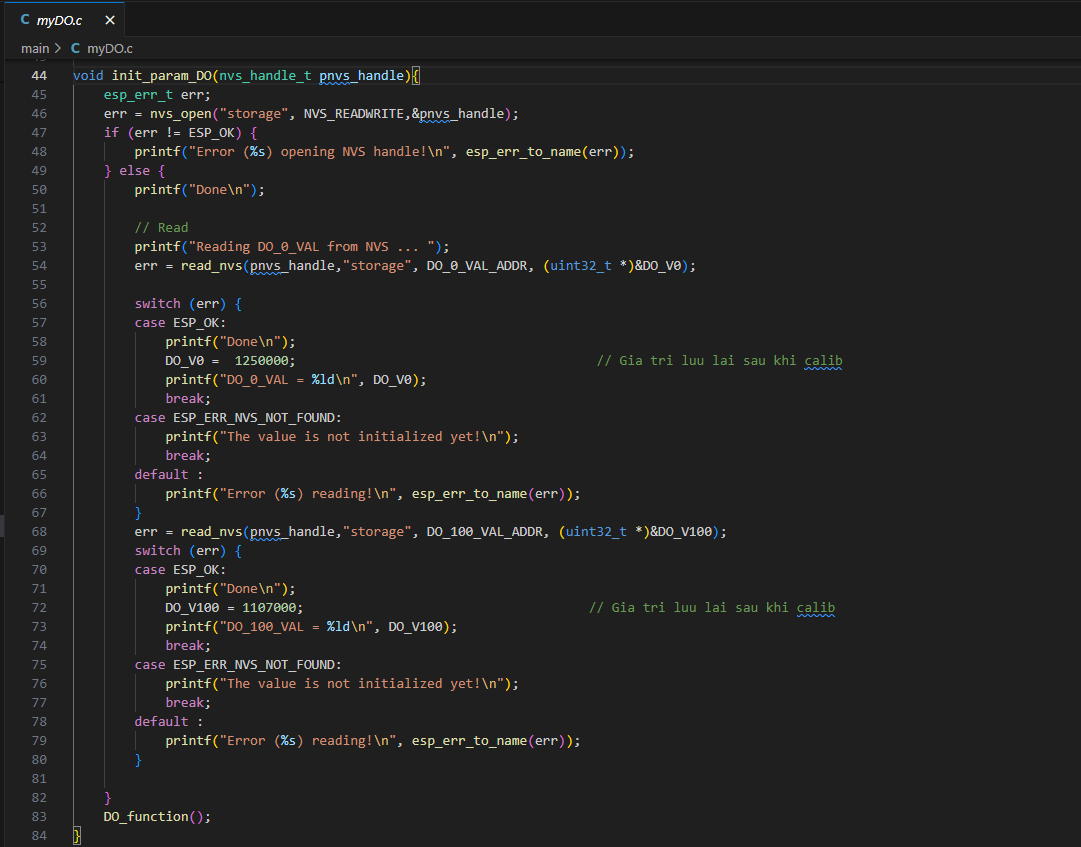 C myDO.c ×
main > C myDO.c
44 void init_param_DO(nvs_handle_t pnvs_handle){
45     esp_err_t err;
46     err = nvs_open("storage", NVS_READWRITE,&pnvs_handle);
47     if (err != ESP_OK) {
48         printf("Error (%s) opening NVS handle!\n", esp_err_to_name(err));
49     } else {
50         printf("Done\n");
51
52         // Read
53         printf("Reading DO_0_VAL from NVS ... ");
54         err = read_nvs(pnvs_handle,"storage", DO_0_VAL_ADDR, (uint32_t *)&DO_V0);
55
56         switch (err) {
57         case ESP_OK:
58             printf("Done\n");
59             DO_V0 =  1250000;                                       // Gia tri luu lai sau khi calib
60             printf("DO_0_VAL = %ld\n", DO_V0);
61             break;
62         case ESP_ERR_NVS_NOT_FOUND:
63             printf("The value is not initialized yet!\n");
64             break;
65         default :
66             printf("Error (%s) reading!\n", esp_err_to_name(err));
67         }
68         err = read_nvs(pnvs_handle,"storage", DO_100_VAL_ADDR, (uint32_t *)&DO_V100);
69         switch (err) {
70         case ESP_OK:
71             printf("Done\n");
72             DO_V100 = 1107000;                                     // Gia tri luu lai sau khi calib
73             printf("DO_100_VAL = %ld\n", DO_V100);
74             break;
75         case ESP_ERR_NVS_NOT_FOUND:
76             printf("The value is not initialized yet!\n");
77             break;
78         default :
79             printf("Error (%s) reading!\n", esp_err_to_name(err));
80         }
81
82     }
83     DO_function();
84 }